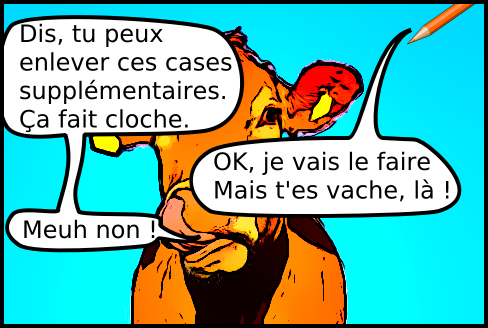 Dis, tu peux
enlever ces cases
supplémentaires.
Ça fait cloche.
OK, je vais le faire
Mais t'es vache, là !
Meuh non !